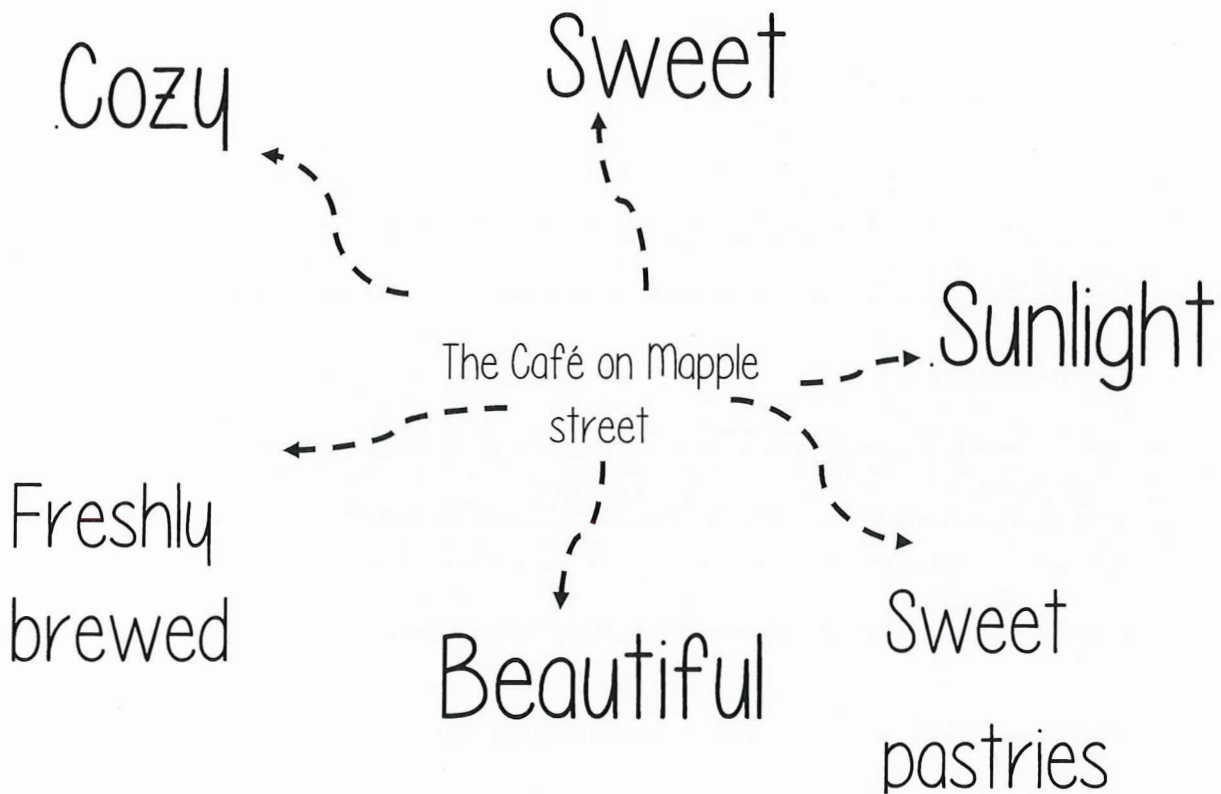 .Cozy
Sweet
The Café on Mapple
street
.Sunlight
Freshly
brewed
Beautiful
Sweet
pastries